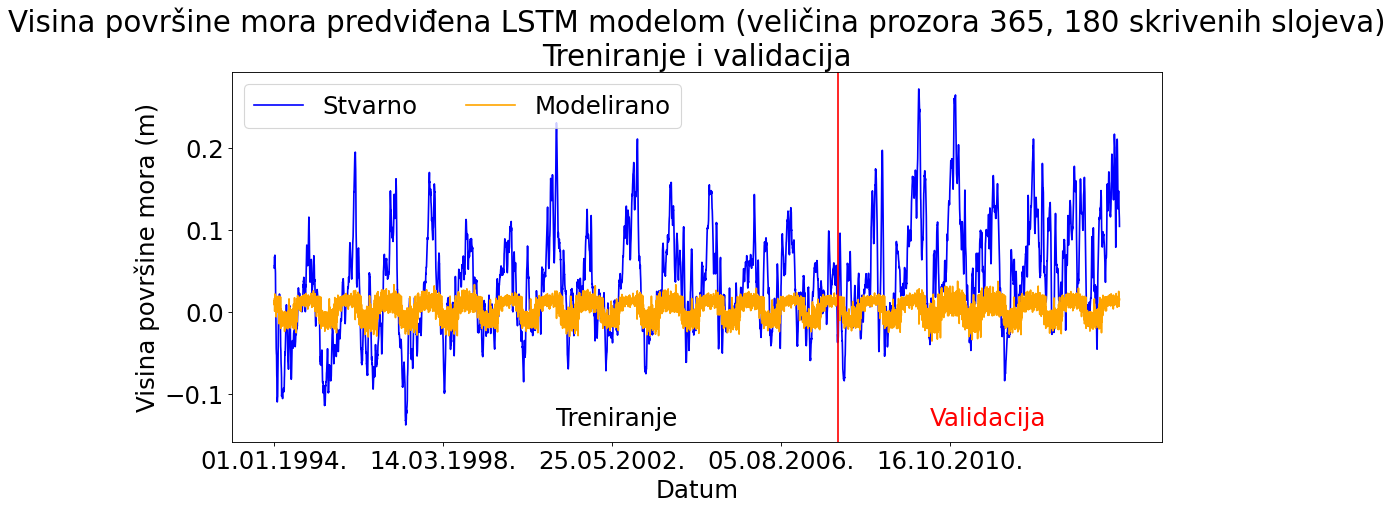 Visina površine mora predviđena LSTM modelom (veličina prozora 365, 180 skrivenih slojeva)
Treniranje i validacija
Stvarno
Modelirano
Visina površine mora (m)
0.2
0.1
0.0
−0.1
Treniranje
Validacija
01.01.1994.
14.03.1998.
25.05.2002.
05.08.2006.
16.10.2010.
Datum